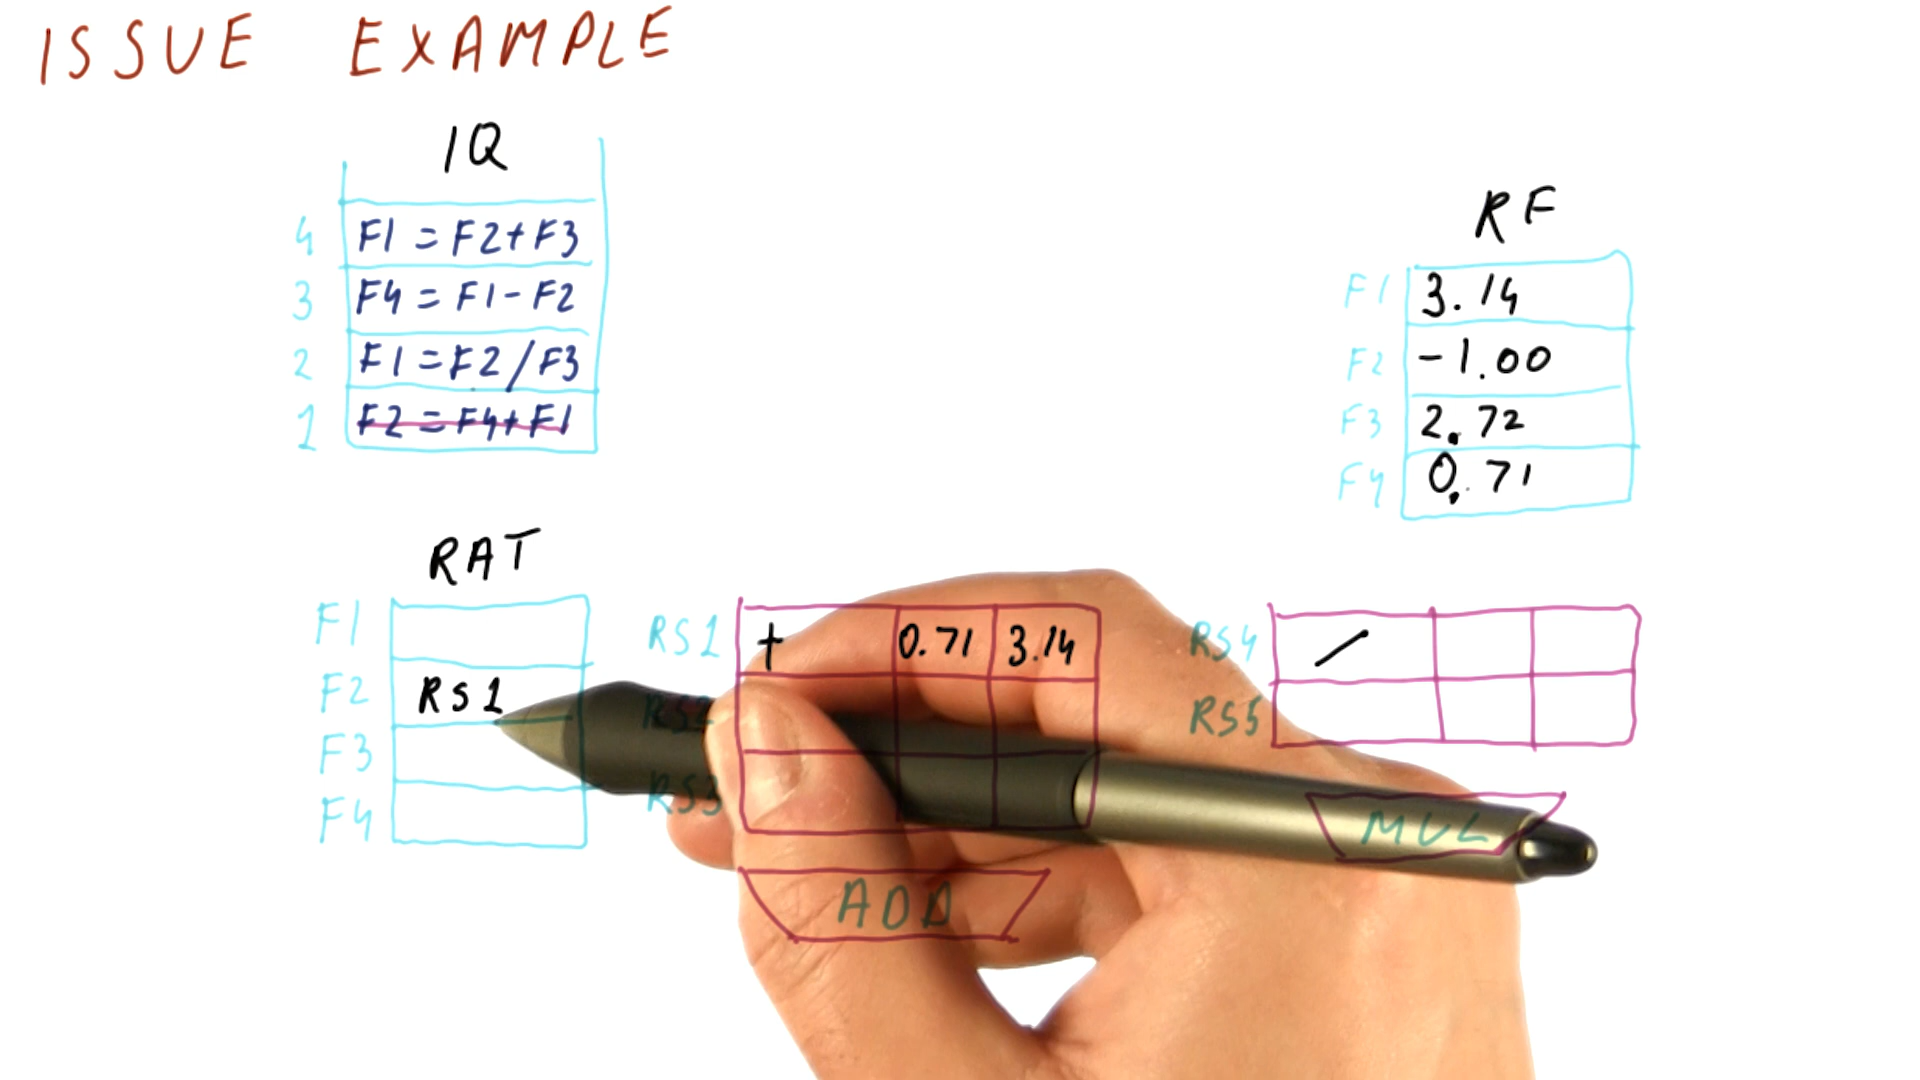 ISSUE EXAMPLE
IQ
4 F1 = F2+F3
3 F4 = F1-F2
2 F1 = F2/F3
1 F2 = F4+F1
RF
F1 3.14
F2 -1.00
F3 2.72
F4 0.71
RAT
F1
F2 RS1
F3
F4
RS1 + 0.71 3.14
RS2
RS3
ADD
RS4 /
RS5
MUL